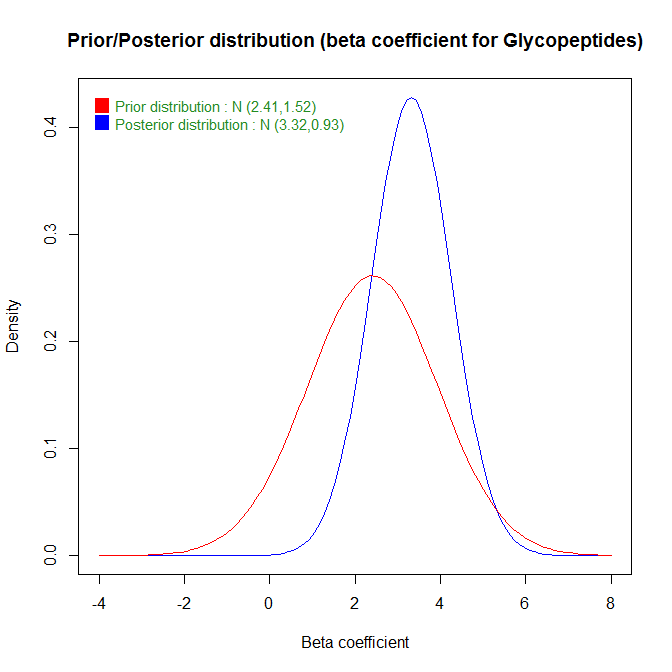 Prior/Posterior distribution (beta coefficient for Glycopeptides)
Prior distribution : N (2.41,1.52)
Posterior distribution : N (3.32,0.93)
Density
0.4
0.3
0.2
0.1
0.0
-4 -2 0 2 4 6 8
Beta coefficient